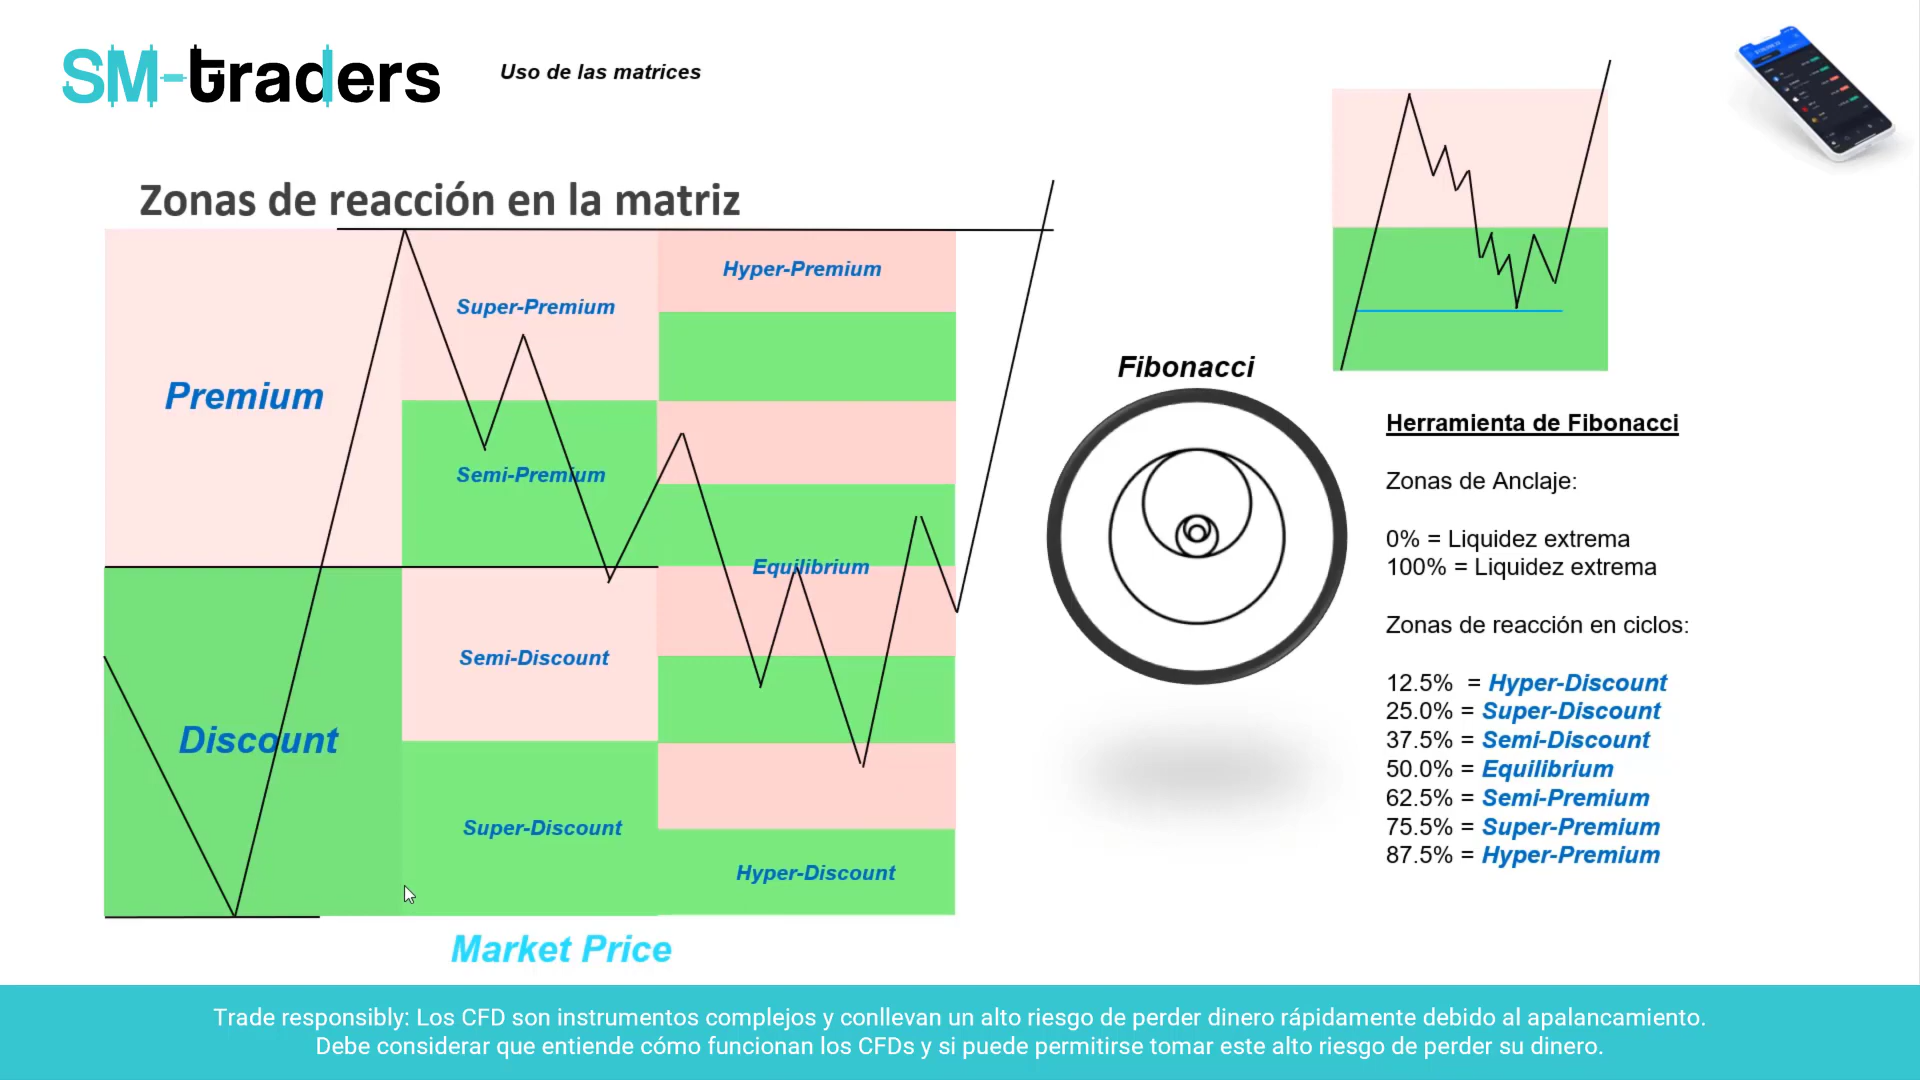 SM-traders
Uso de las matrices
Zonas de reacción en la matriz
Hyper-Premium
Super-Premium
Premium
Semi-Premium
Equilibrium
Semi-Discount
Discount
Super-Discount
Hyper-Discount
Market Price
Fibonacci
Herramienta de Fibonacci
Zonas de Anclaje:
0% = Liquidez extrema
100% = Liquidez extrema
Zonas de reacción en ciclos:
12.5% = Hyper-Discount
25.0% = Super-Discount
37.5% = Semi-Discount
50.0% = Equilibrium
62.5% = Semi-Premium
75.5% = Super-Premium
87.5% = Hyper-Premium
Trade responsibly: Los CFD son instrumentos complejos y conllevan un alto riesgo de perder dinero rápidamente debido al apalancamiento.
Debe considerar que entiende cómo funcionan los CFDs y si puede permitirse tomar este alto riesgo de perder su dinero.